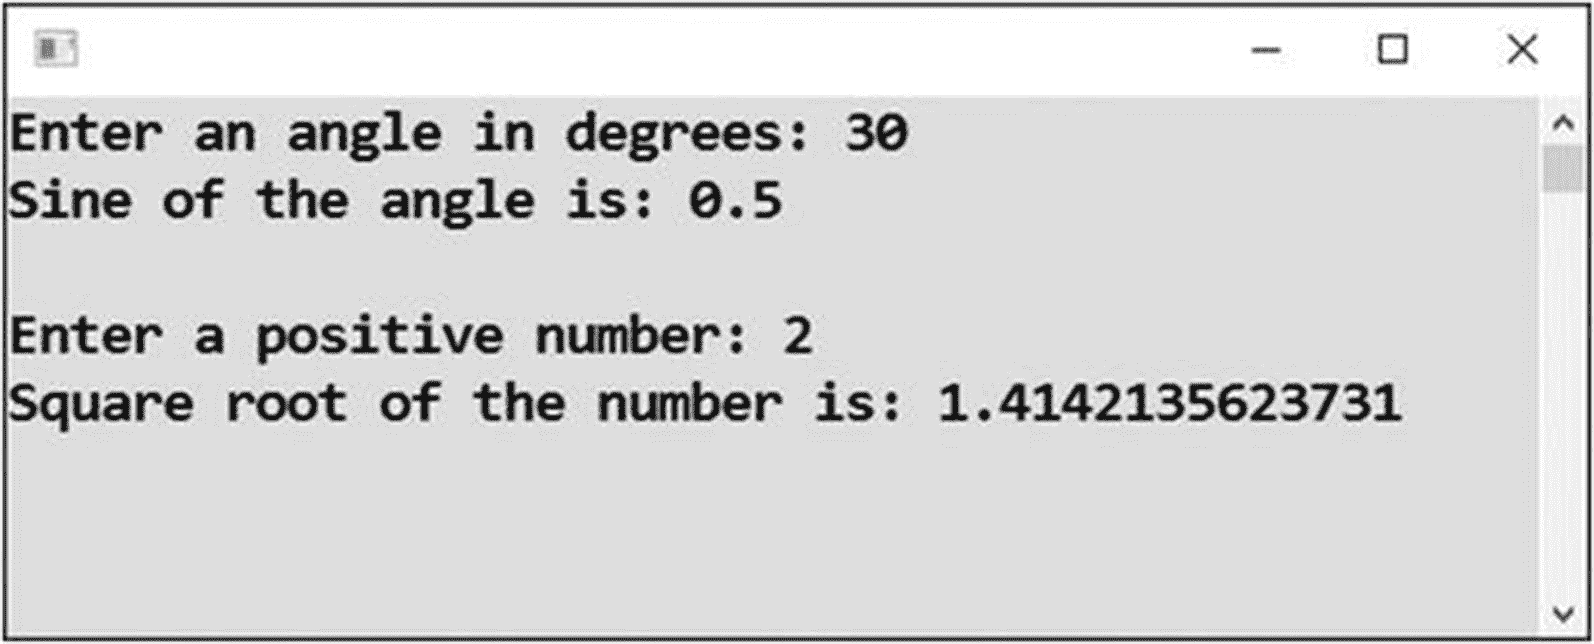 Enter an angle in degrees: 30
Sine of the angle is: 0.5
Enter a positive number: 2
Square root of the number is: 1.4142135623731